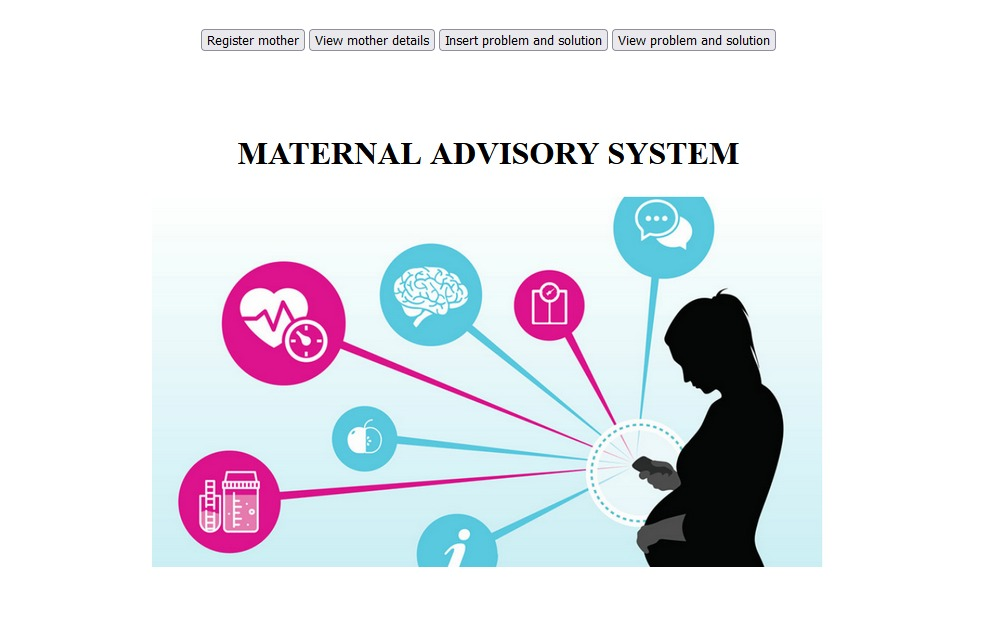 Register mother View mother details Insert problem and solution View problem and solution
MATERNAL ADVISORY SYSTEM